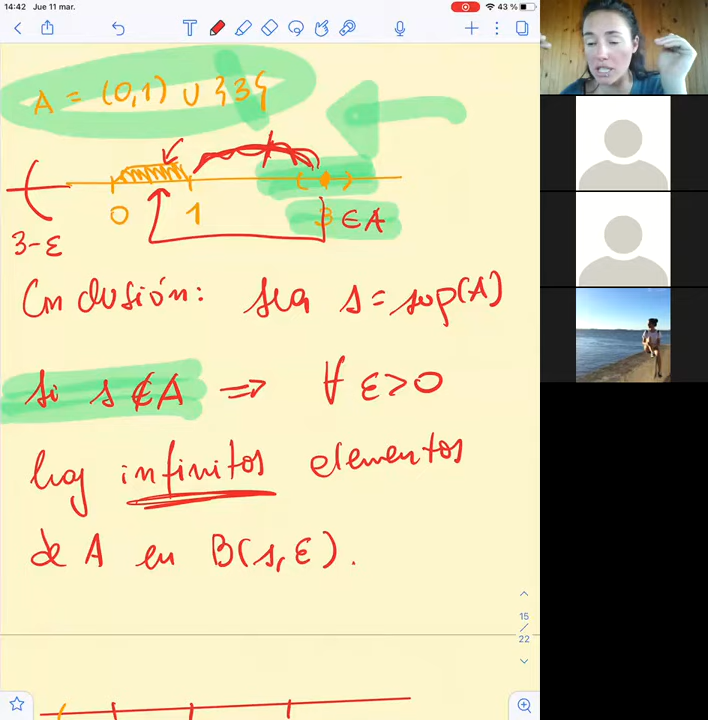 14:42 Jue 11 mar.
43 %
A = (0,1) ∪ {3}
0 1 3 ∈ A
3-ε
Conclusión: sea s = sup(A)
si s ∉ A ⇒ ∀ ε>0
hay infinitos elementos
de A en B(s, ε).
15
/
22